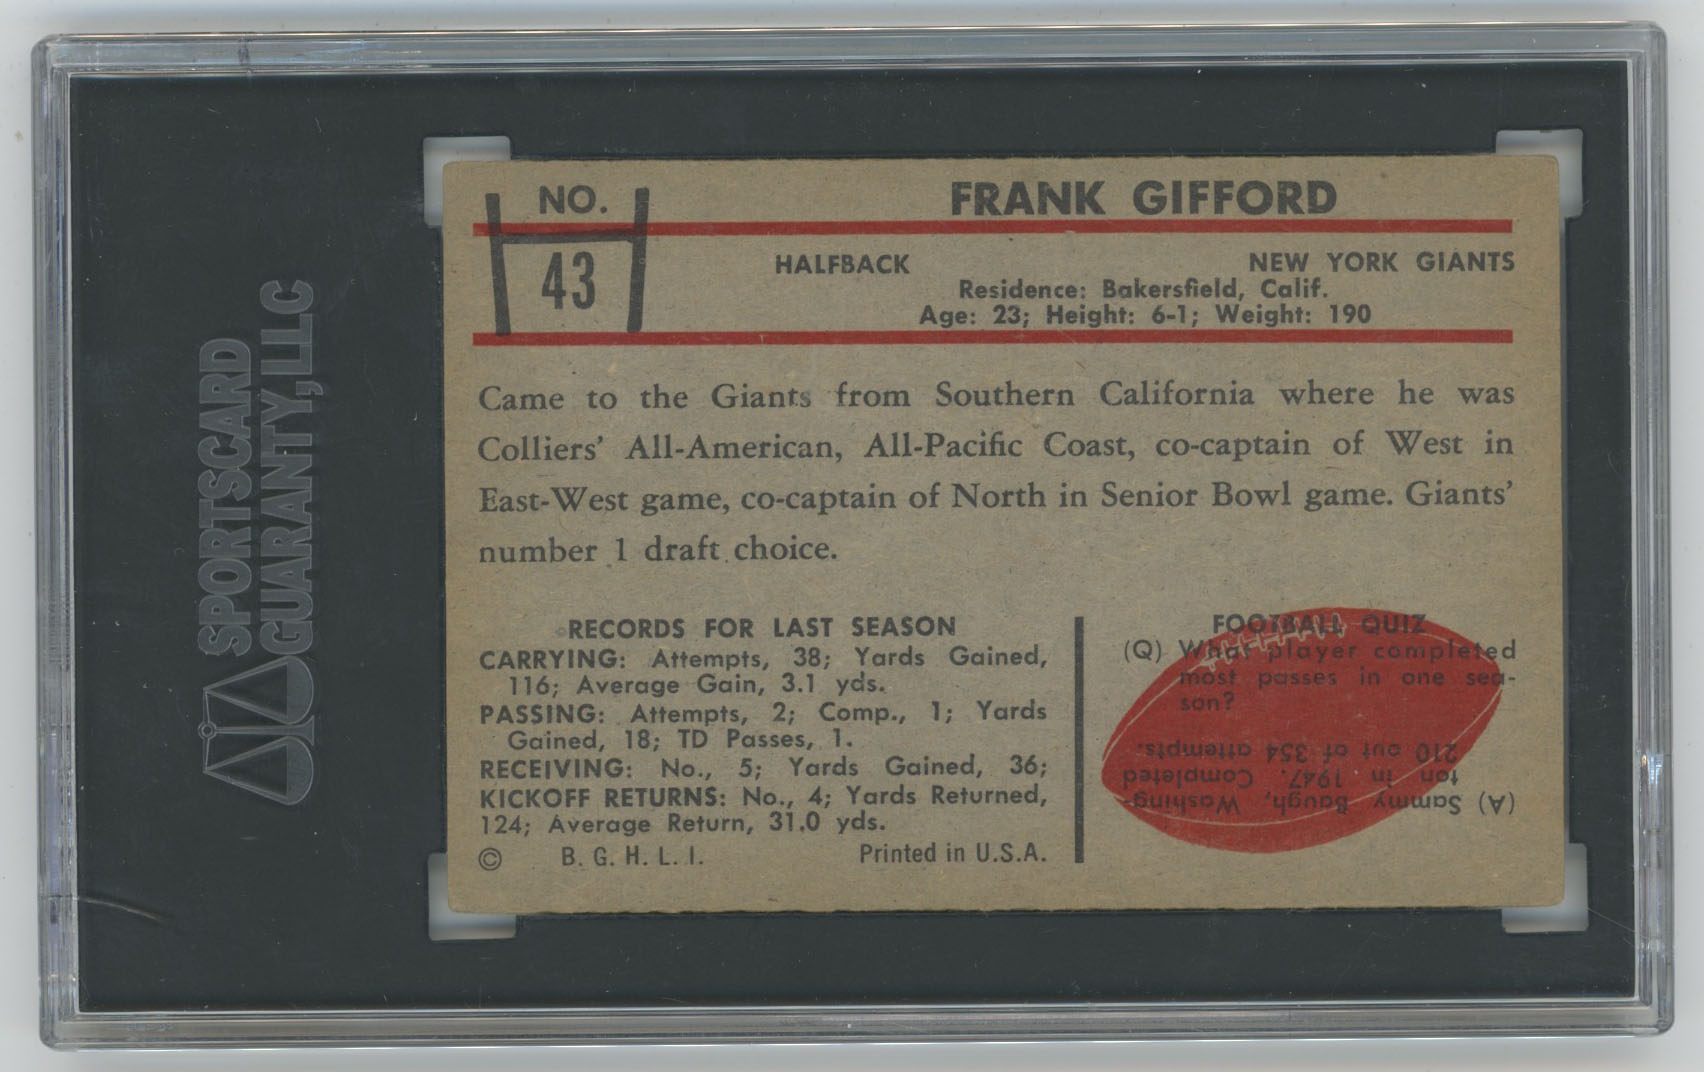 SPORTSCARD
GUARANTY, LLC
NO.
43
FRANK GIFFORD
HALFBACK
NEW YORK GIANTS
Residence: Bakersfield, Calif.
Age: 23; Height: 6-1; Weight: 190
Came to the Giants from Southern California where he was
Colliers' All-American, All-Pacific Coast, co-captain of West in
East-West game, co-captain of North in Senior Bowl game. Giants'
number 1 draft choice.
RECORDS FOR LAST SEASON
CARRYING: Attempts, 38; Yards Gained,
116; Average Gain, 3.1 yds.
PASSING: Attempts, 2; Comp., 1; Yards
Gained, 18; TD Passes, 1.
RECEIVING: No., 5; Yards Gained, 36;
KICKOFF RETURNS: No., 4; Yards Returned,
124; Average Return, 31.0 yds.
© B. G. H. L. I. Printed in U.S.A.
FOOTBALL QUIZ
(Q) What player completed
most passes in one sea-
son?
(A) Sammy Baugh, Washing-
ton in 1947. Completed
210 out of 354 attempts.